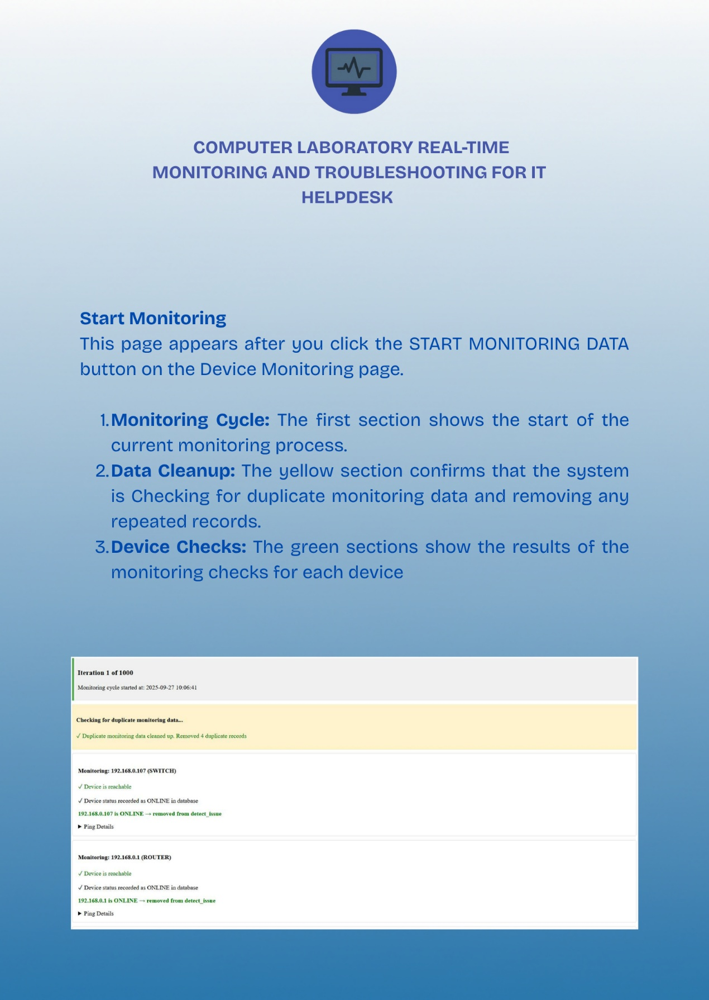 COMPUTER LABORATORY REAL-TIME
MONITORING AND TROUBLESHOOTING FOR IT
HELPDESK
Start Monitoring
This page appears after you click the START MONITORING DATA
button on the Device Monitoring page.
1. Monitoring Cycle: The first section shows the start of the
current monitoring process.
2. Data Cleanup: The yellow section confirms that the system
is Checking for duplicate monitoring data and removing any
repeated records.
3. Device Checks: The green sections show the results of the
monitoring checks for each device
Iteration 1 of 1000
Monitoring cycle started at: 2025-09-27 10:06:41
Checking for duplicate monitoring data...
✓ Duplicate monitoring data cleaned up. Removed 4 duplicate records
Monitoring: 192.168.0.107 (SWITCH)
✓ Device is reachable
✓ Device status recorded as ONLINE in database
192.168.0.107 is ONLINE → removed from detect_issue
▶ Ping Details
Monitoring: 192.168.0.1 (ROUTER)
✓ Device is reachable
✓ Device status recorded as ONLINE in database
192.168.0.1 is ONLINE → removed from detect_issue
▶ Ping Details